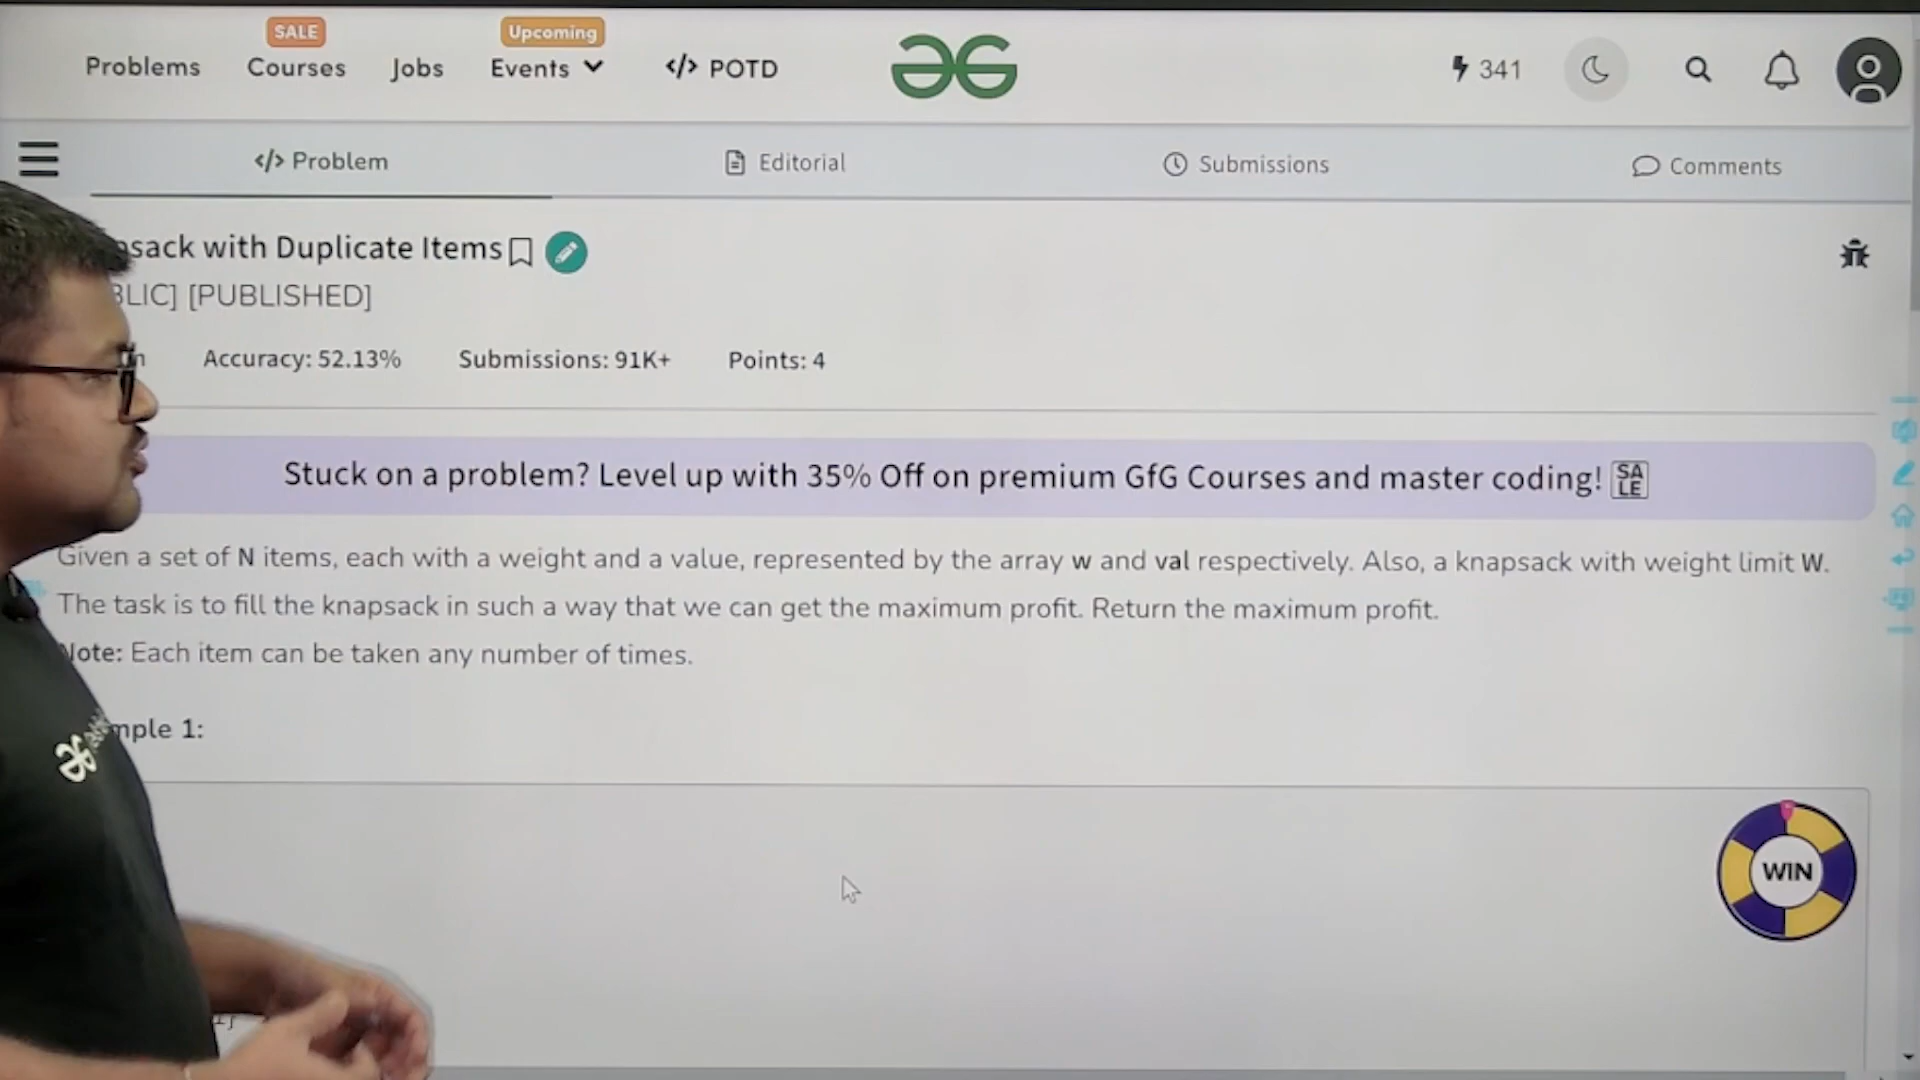 SALE
Upcoming
Problems Courses Jobs Events </> POTD 341
</> Problem Editorial Submissions Comments
with Duplicate Items
[PUBLISHED]
Accuracy: 52.13% Submissions: 91K+ Points: 4
Stuck on a problem? Level up with 35% Off on premium GfG Courses and master coding! SALE
Given a set of N items, each with a weight and a value, represented by the array w and val respectively. Also, a knapsack with weight limit W.
The task is to fill the knapsack in such a way that we can get the maximum profit. Return the maximum profit.
Note: Each item can be taken any number of times.
1:
WIN